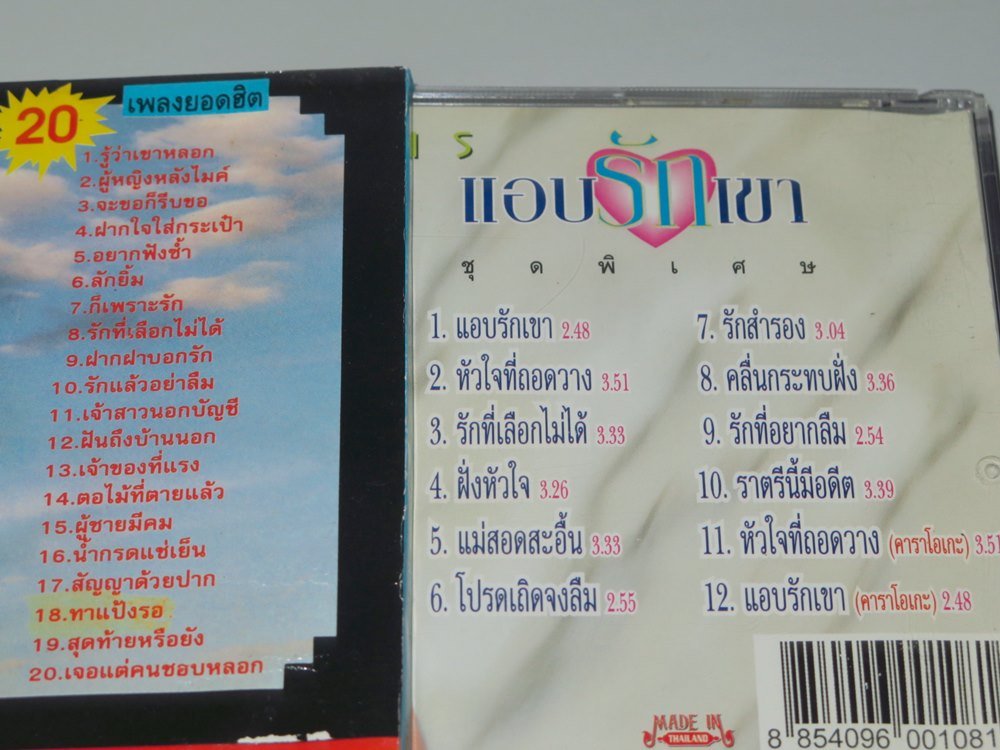 20
เพลงยอดฮิต
1.รู้ว่าเขาหลอก
2.ผู้หญิงหลังไมค์
3.จะขอก็รีบขอ
4.ฝากใจใส่กระเป๋า
5.อยากฟังซ้ำ
6.ลักยิ้ม
7.ก็เพราะรัก
8.รักที่เลือกไม่ได้
9.ฝากฝาบอกรัก
10.รักแล้วอย่าลืม
11.เจ้าสาวนอกบัญชี
12.ฝันถึงบ้านนอก
13.เจ้าของที่แรง
14.ตอไม้ที่ตายแล้ว
15.ผู้ชายมีคม
16.น้ำกรดแช่เย็น
17.สัญญาด้วยปาก
18.ทาแป้งรอ
19.สุดท้ายหรือยัง
20.เจอแต่คนชอบหลอก
แอบรักเขา
ชุดพิเศษ
1. แอบรักเขา 2.48
2. หัวใจที่ถอดวาง 3.51
3. รักที่เลือกไม่ได้ 3.33
4. ฝั่งหัวใจ 3.26
5. แม่สอดสะอื้น 3.33
6. โปรดเถิดจงลืม 2.55
7. รักสำรอง 3.04
8. คลื่นกระทบฝั่ง 3.36
9. รักที่อยากลืม 2.54
10. ราตรีนี้มีอดีต 3.39
11. หัวใจที่ถอดวาง (คาราโอเกะ) 3.51
12. แอบรักเขา (คาราโอเกะ) 2.48
MADE IN
THAILAND
8 854096 001081